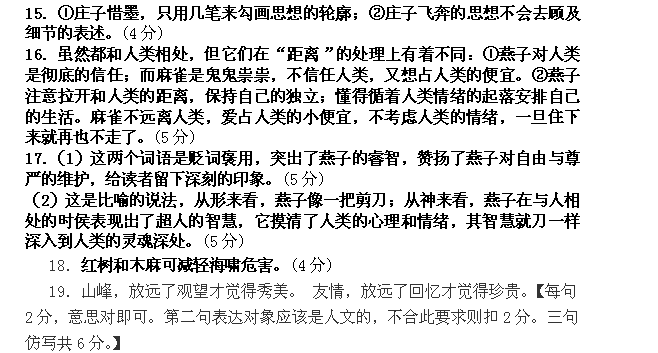 15. ①庄子惜墨，只用几笔来勾画思想的轮廓；②庄子飞奔的思想不会去顾及
细节的表述。(4分)
16. 虽然都和人类相处，但它们在“距离”的处理上有着不同：①燕子对人类
是彻底的信任；而麻雀是鬼鬼祟祟，不信任人类，又想占人类的便宜。②燕子
注意拉开和人类的距离，保持自己的独立；懂得循着人类情绪的起落安排自己
的生活。麻雀不远离人类，爱占人类的小便宜，不考虑人类的情绪，一旦住下
来就再也不走了。(5分)
17. （1）这两个词语是贬词褒用，突出了燕子的睿智，赞扬了燕子对自由与尊
严的维护，给读者留下深刻的印象。(5分)
（2）这是比喻的说法，从形来看，燕子像一把剪刀；从神来看，燕子在与人相
处的时侯表现出了超人的智慧，它摸清了人类的心理和情绪，其智慧就刀一样
深入到人类的灵魂深处。(5分)
18. 红树和木麻可减轻海啸危害。(4分)
19. 山峰，放远了观望才觉得秀美。 友情，放远了回忆才觉得珍贵。【每句
2分，意思对即可。第二句表达对象应该是人文的，不合此要求则扣2分。三句
仿写共6分。】